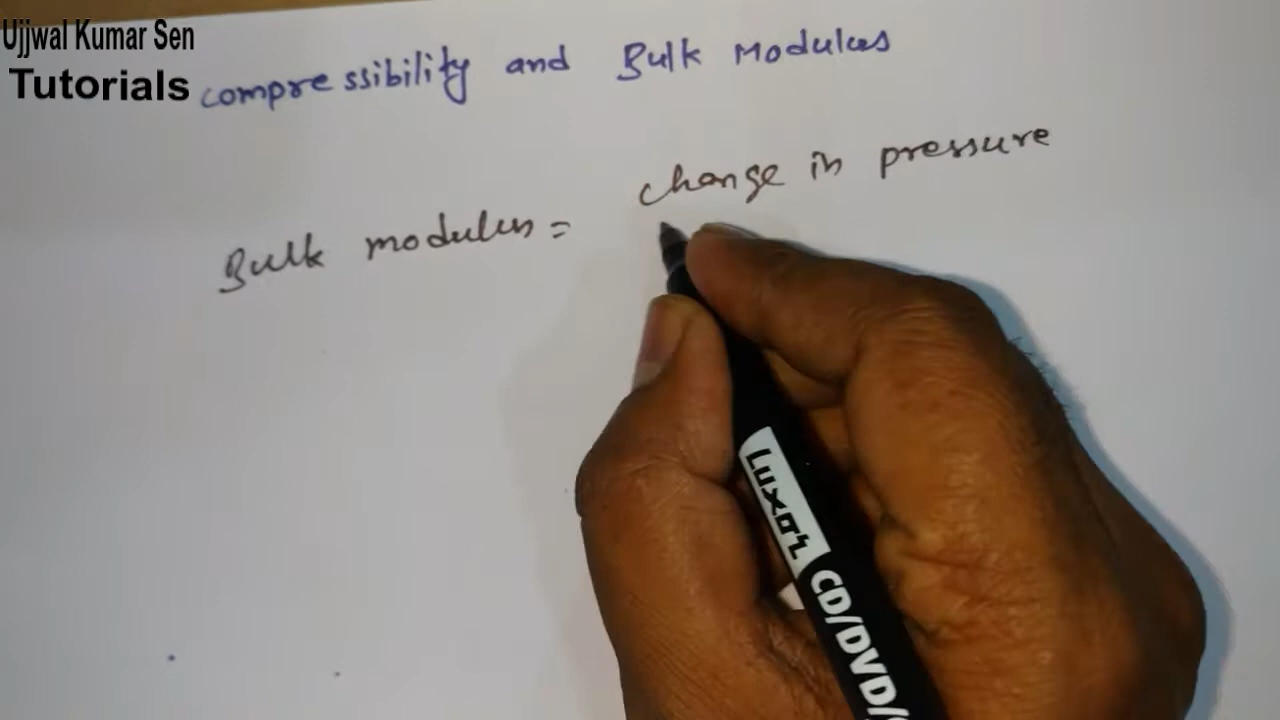 Ujjwal Kumar Sen
Tutorials
compressibility and Bulk Modulus
change in pressure
Bulk modulus =
Luxor
CD/DVD/